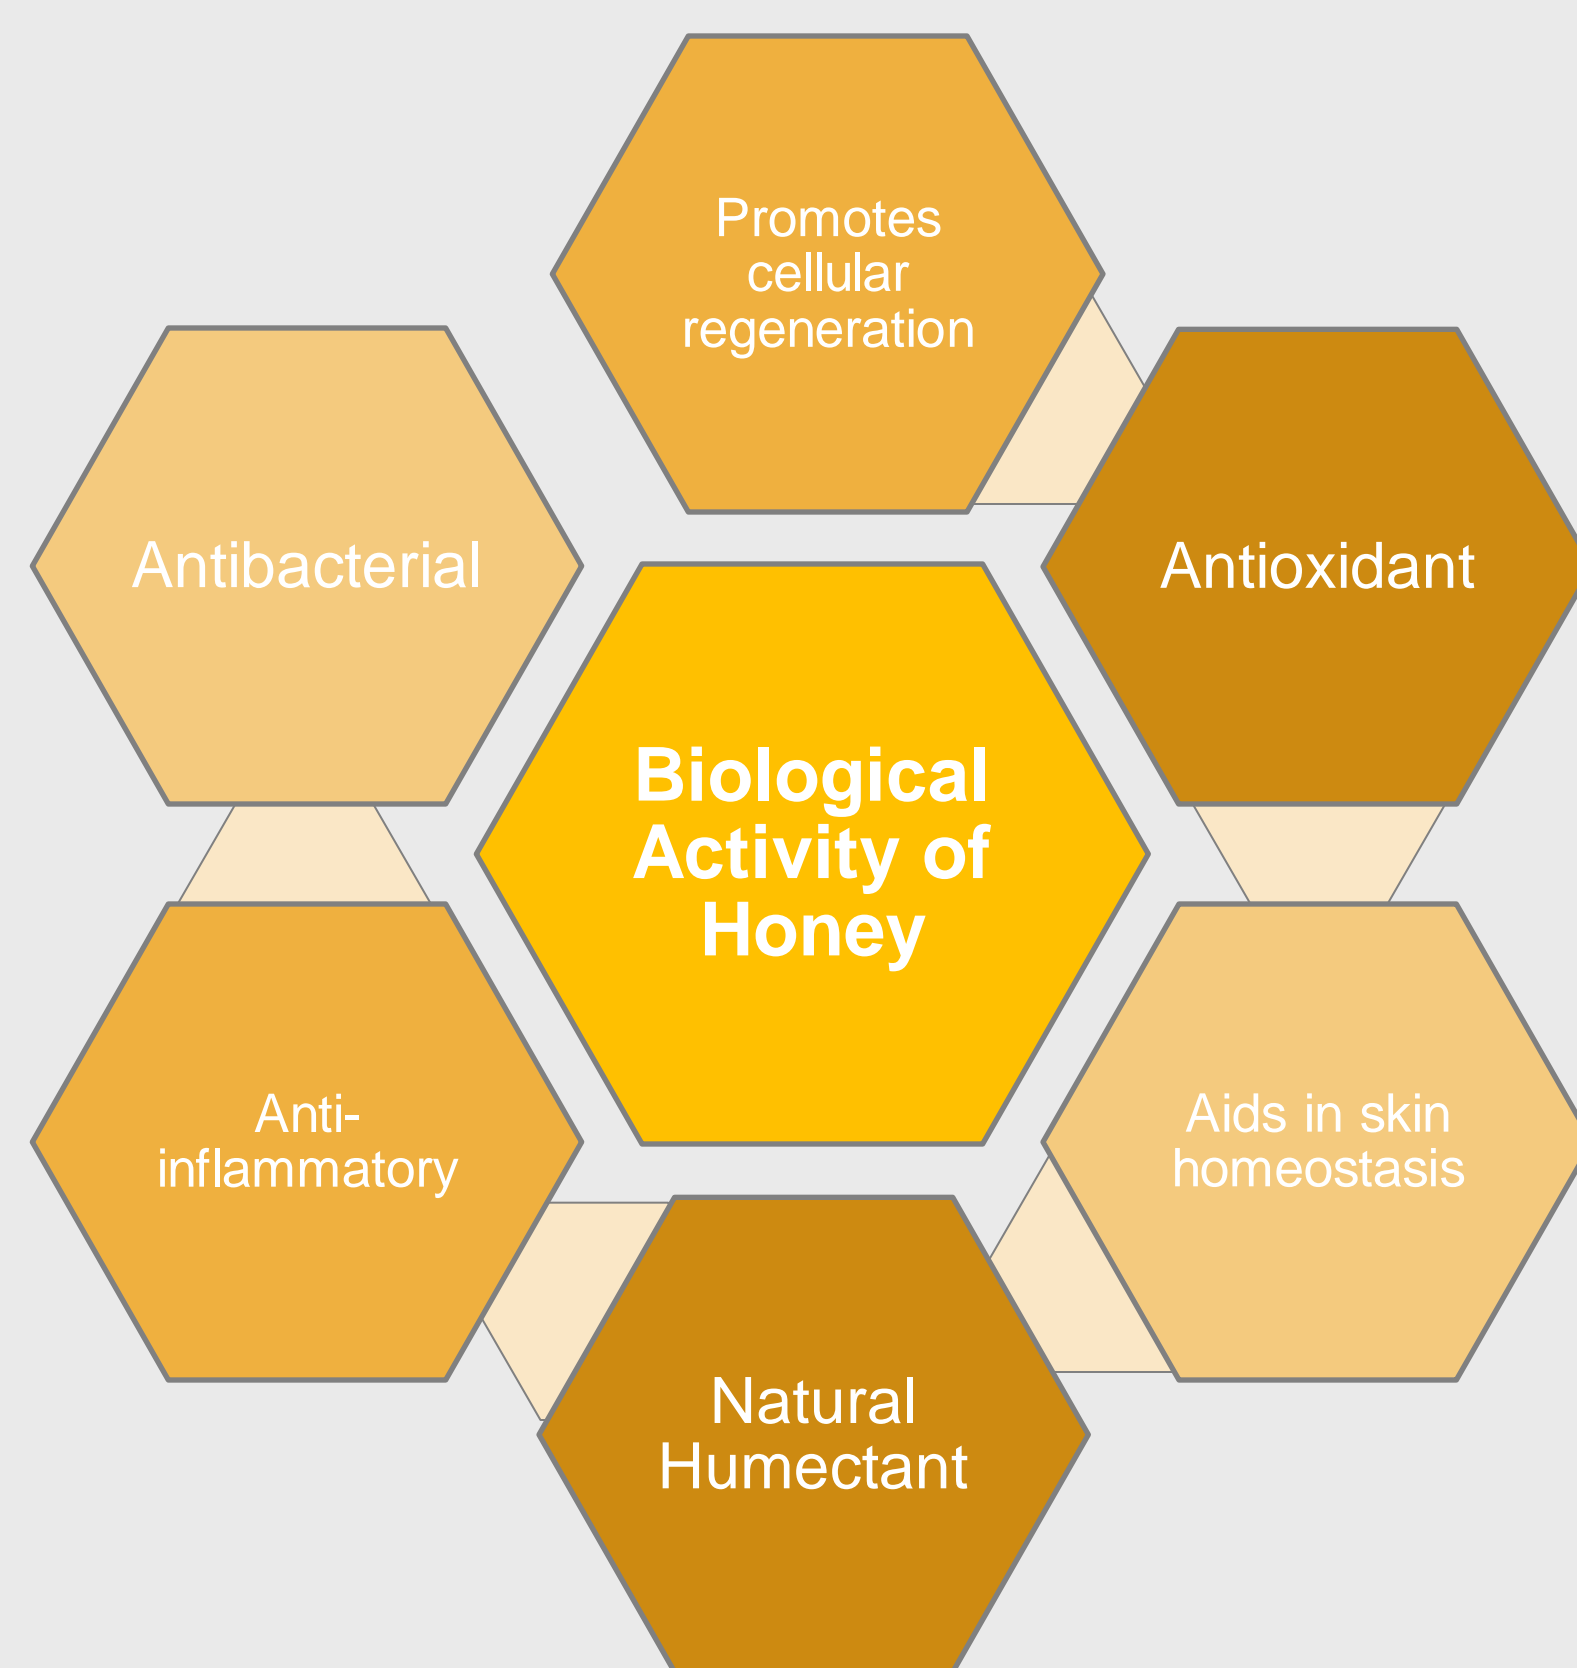 Promotes
cellular
regeneration
Antibacterial
Antioxidant
Biological
Activity of
Honey
Anti-
inflammatory
Aids in skin
homeostasis
Natural
Humectant